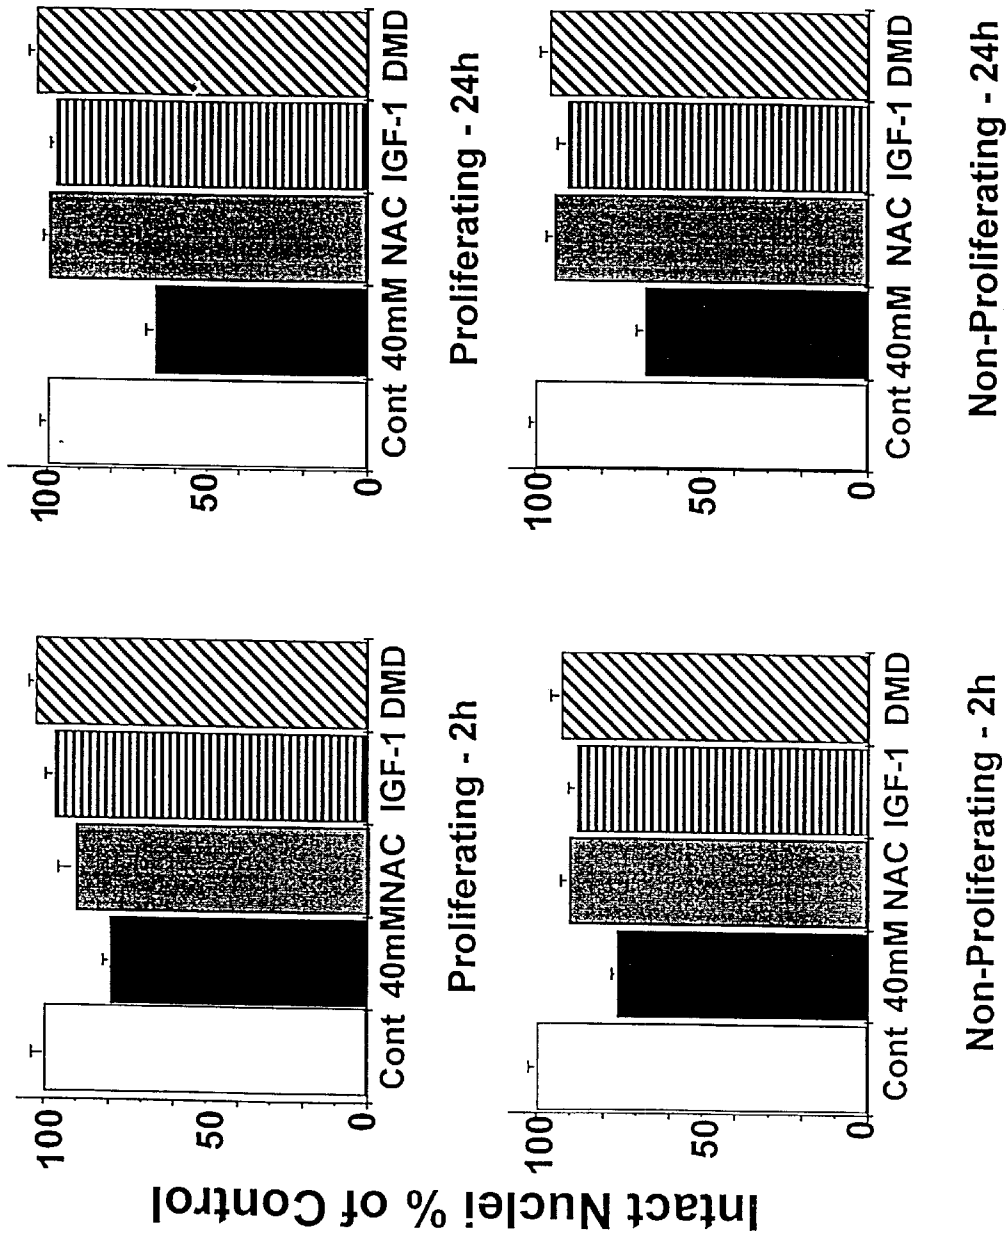 Intact Nuclei % of Control
100
50
0
Cont 40mMNAC IGF-1 DMD
Proliferating - 2h
100
50
0
Cont 40mM NAC IGF-1 DMD
Proliferating - 24h
100
50
0
Cont 40mM NAC IGF-1 DMD
Non-Proliferating - 2h
100
50
0
Cont 40mM NAC IGF-1 DMD
Non-Proliferating - 24h